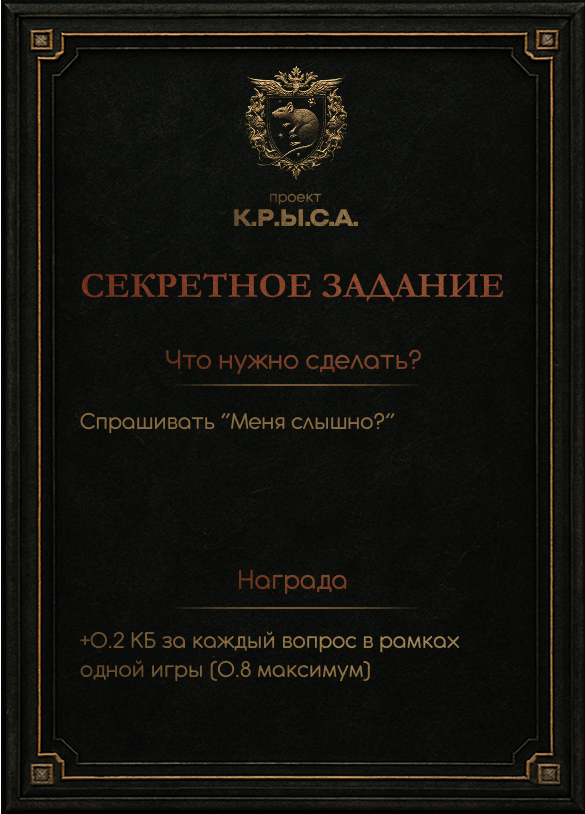 проект
К.Р.Ы.С.А.
СЕКРЕТНОЕ ЗАДАНИЕ
Что нужно сделать?
Спрашивать "Меня слышно?"
Награда
+0.2 КБ за каждый вопрос в рамках
одной игры (0.8 максимум)